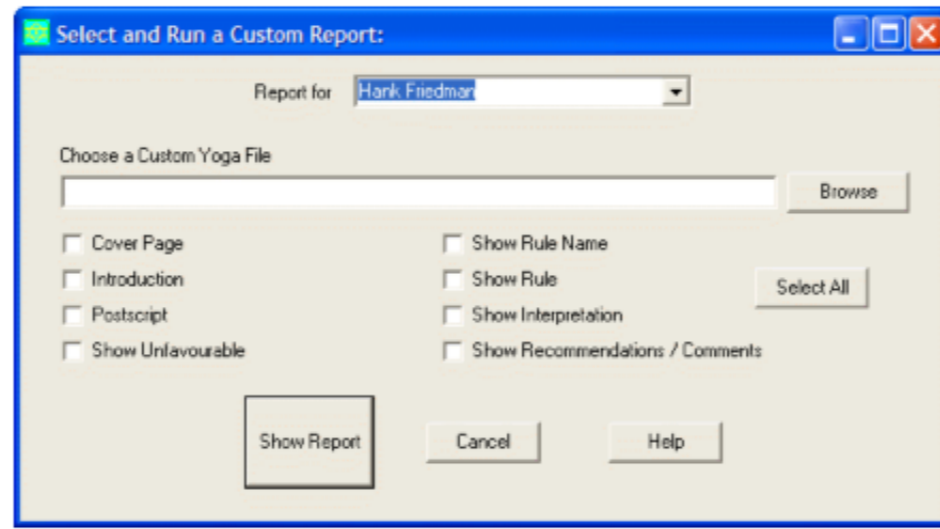 Select and Run a Custom Report:
Report for Hank Friedman
Choose a Custom Yoga File
Browse
Cover Page Show Rule Name
Introduction Show Rule
Select All
Postscript Show Interpretation
Show Unfavourable Show Recommendations / Comments
Show Report Cancel Help